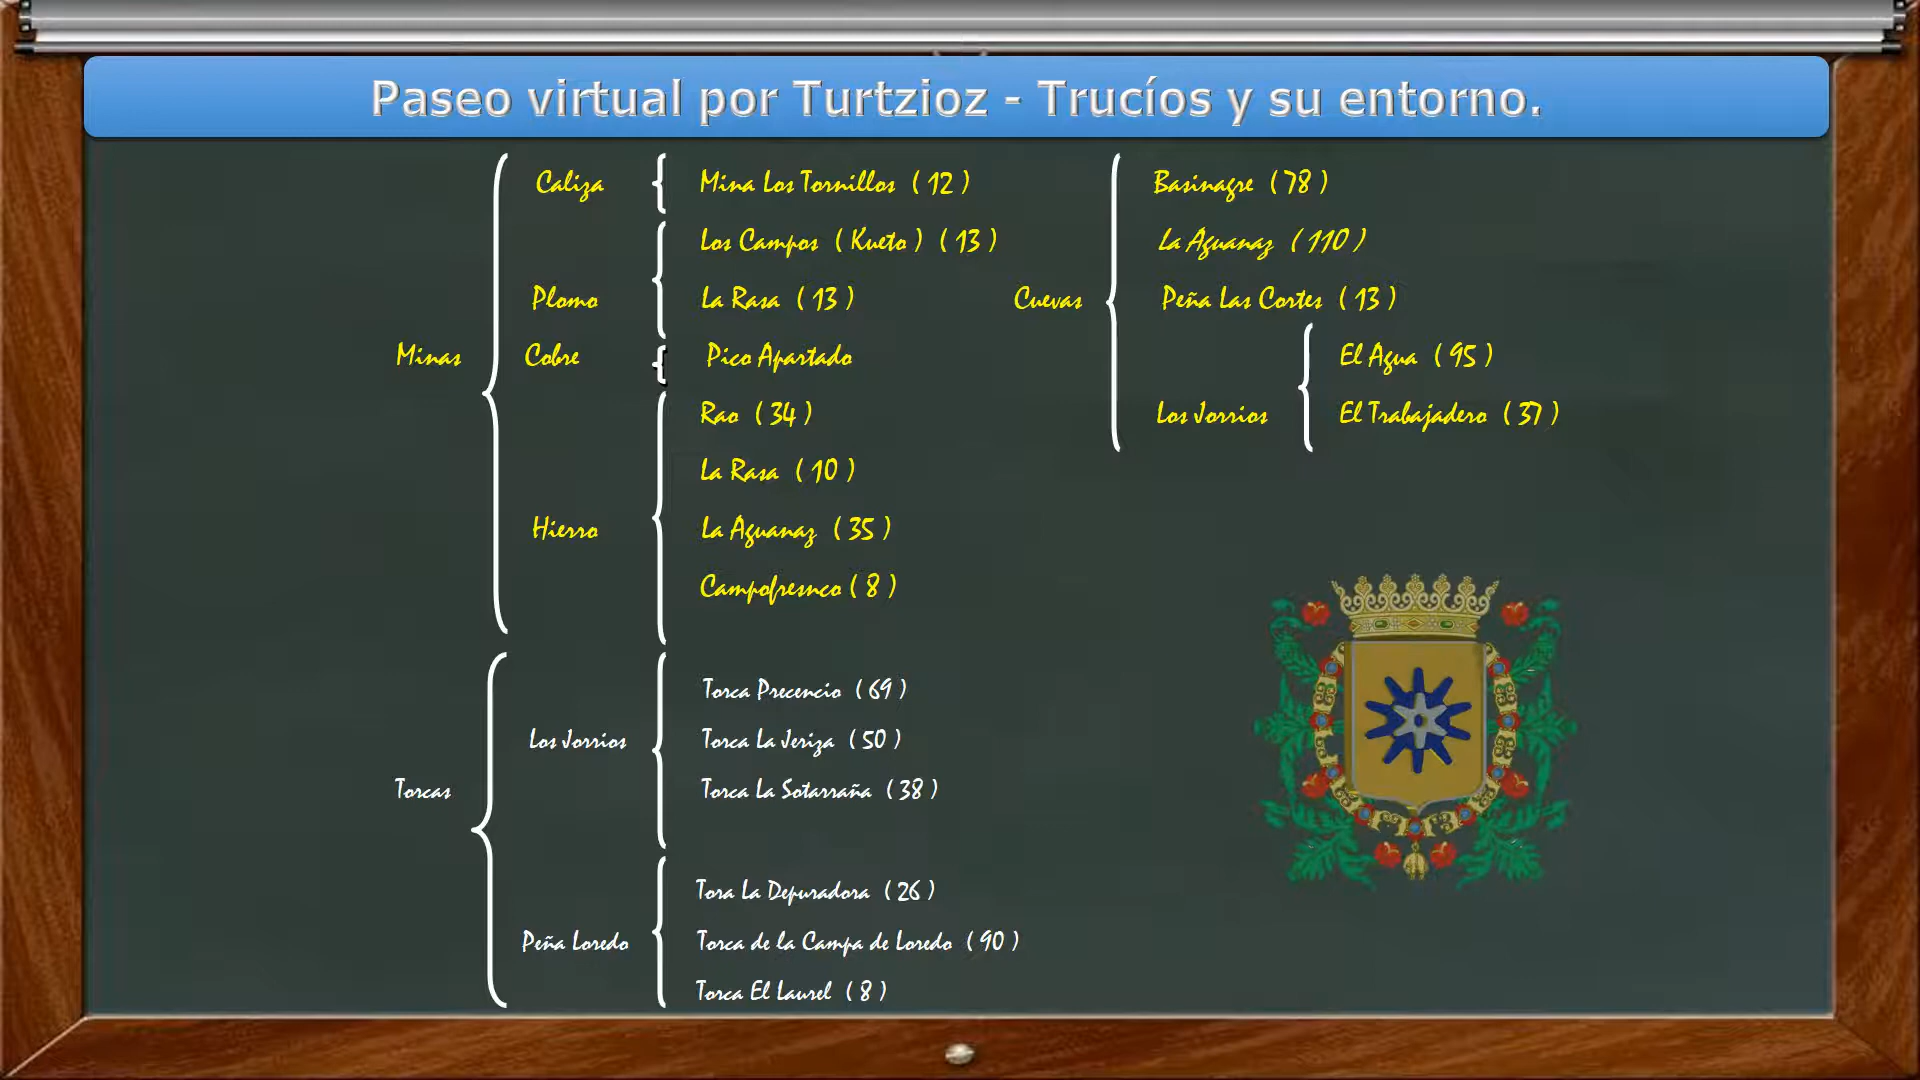 Paseo virtual por Turtzioz - Trucíos y su entorno.
Minas
Caliza
Mina Los Tornillos ( 12 )
Plomo
Los Campos ( Kueto ) ( 13 )
La Rasa ( 13 )
Cobre
Pico Apartado
Hierro
Rao ( 34 )
La Rasa ( 10 )
La Aguanaz ( 35 )
Campofresnco ( 8 )
Torcas
Los Jorrios
Torca Precencio ( 69 )
Torca La Jeriza ( 50 )
Torca La Sotarraña ( 38 )
Peña Loredo
Tora La Depuradora ( 26 )
Torca de la Campa de Loredo ( 90 )
Torca El Laurel ( 8 )
Cuevas
Basinagre ( 78 )
La Aguanaz ( 110 )
Peña Las Cortes ( 13 )
Los Jorrios
El Agua ( 95 )
El Trabajadero ( 37 )